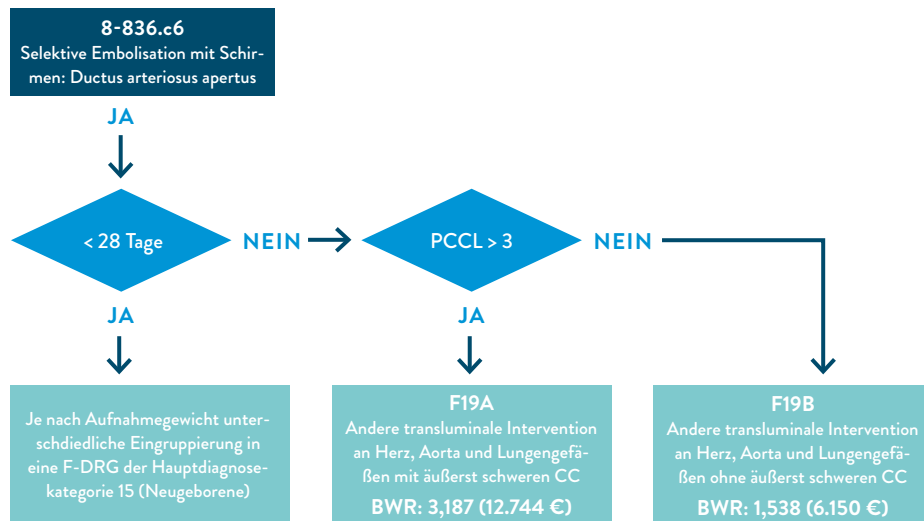 8-836.c6
Selektive Embolisation mit Schir-
men: Ductus arteriosus apertus
JA
< 28 Tage
NEIN
PCCL > 3
NEIN
JA
JA
Je nach Aufnahmegewicht unter-
schdiedliche Eingruppierung in
eine F-DRG der Hauptdiagnose-
kategorie 15 (Neugeborene)
F19A
Andere transluminale Intervention
an Herz, Aorta und Lungengefä-
ßen mit äußerst schweren CC
BWR: 3,187 (12.744 €)
F19B
Andere transluminale Intervention
an Herz, Aorta und Lungengefä-
ßen ohne äußerst schweren CC
BWR: 1,538 (6.150 €)